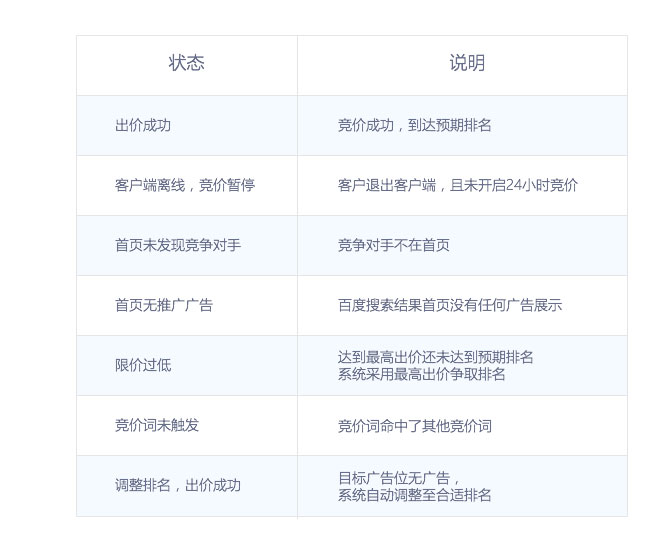 状态
说明
出价成功
竞价成功，到达预期排名
客户端离线，竞价暂停
客户退出客户端，且未开启24小时竞价
首页未发现竞争对手
竞争对手不在首页
首页无推广广告
百度搜索结果首页没有任何广告展示
限价过低
达到最高出价还未达到预期排名
系统采用最高出价争取排名
竞价词未触发
竞价词命中了其他竞价词
调整排名，出价成功
目标广告位无广告，
系统自动调整至合适排名